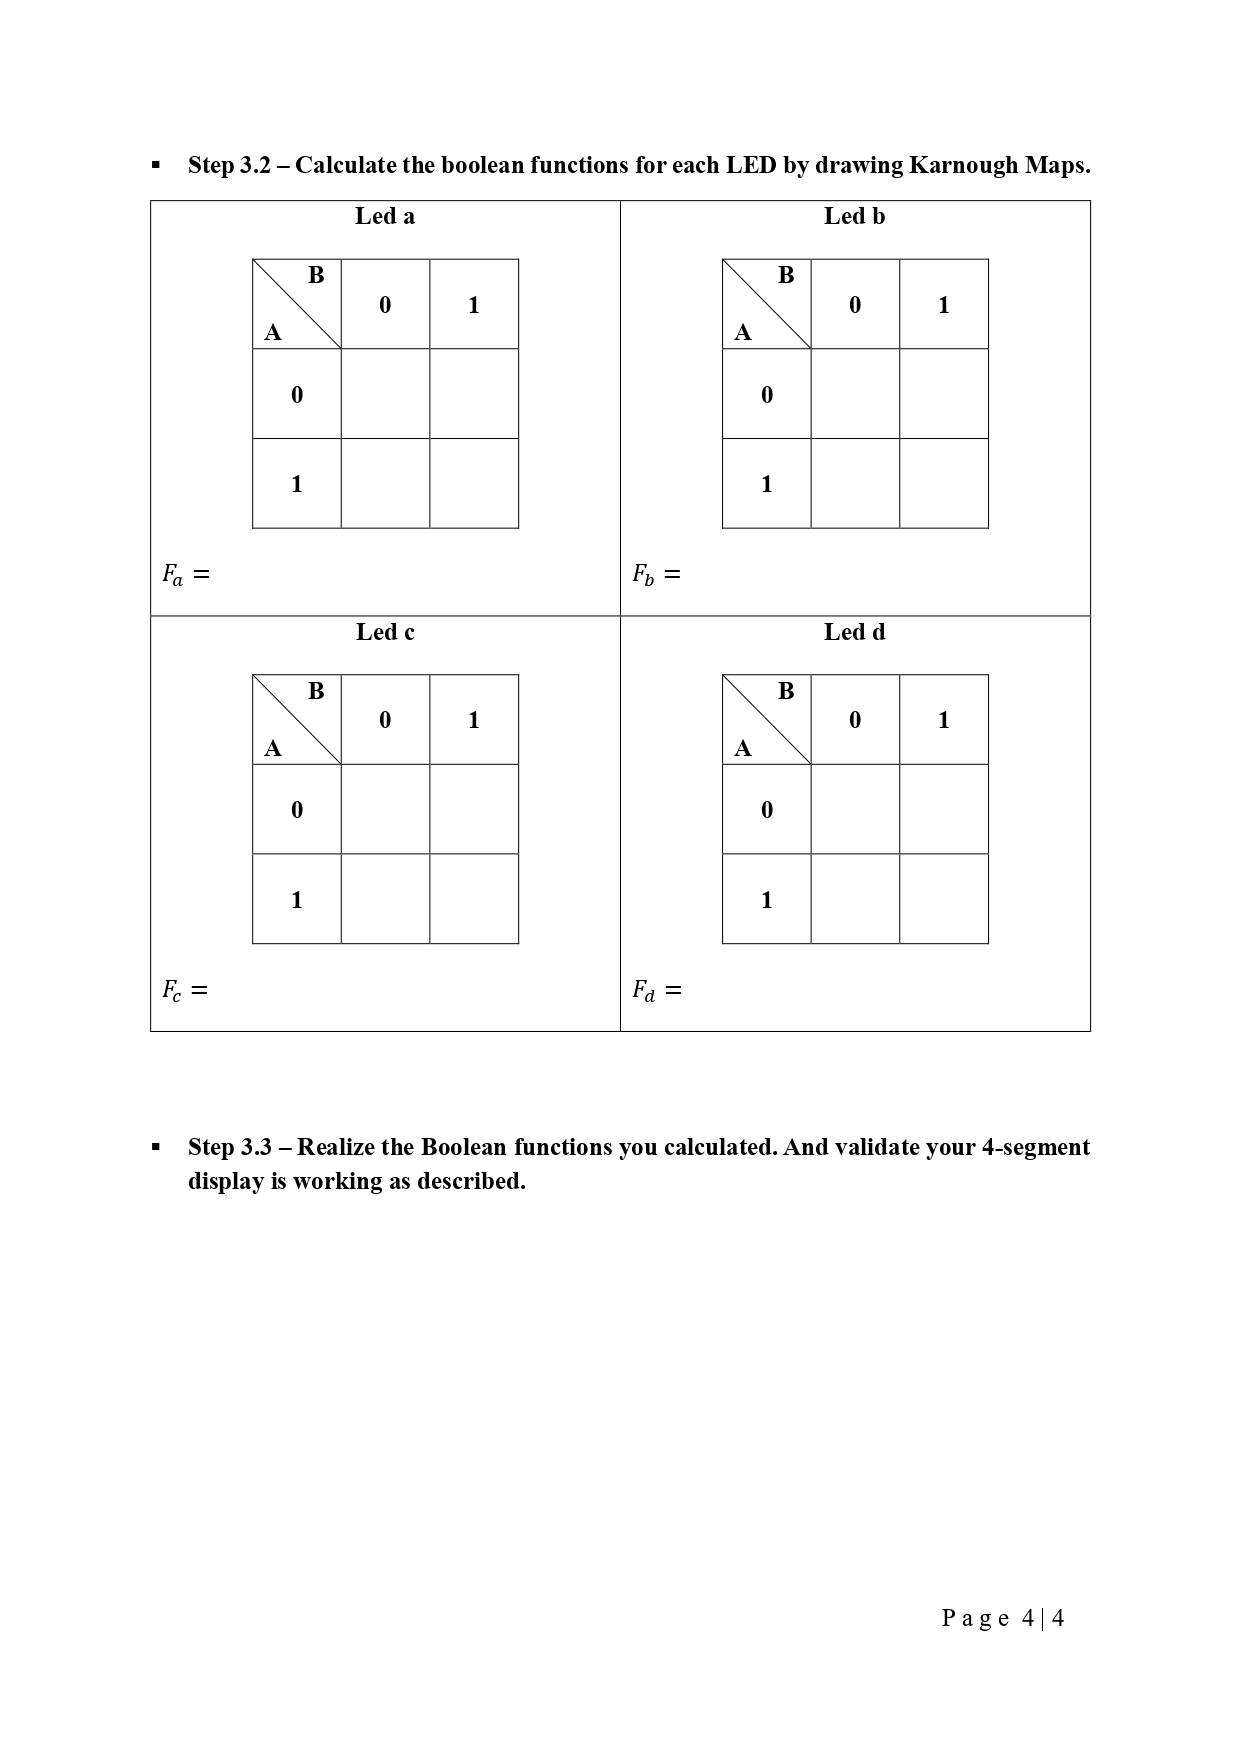 ▪ Step 3.2 – Calculate the boolean functions for each LED by drawing Karnough Maps.
Led a
B
A
0 1
0
1
F_a =
Led b
B
A
0 1
0
1
F_b =
Led c
B
A
0 1
0
1
F_c =
Led d
B
A
0 1
0
1
F_d =
▪ Step 3.3 – Realize the Boolean functions you calculated. And validate your 4-segment
display is working as described.
Page 4|4